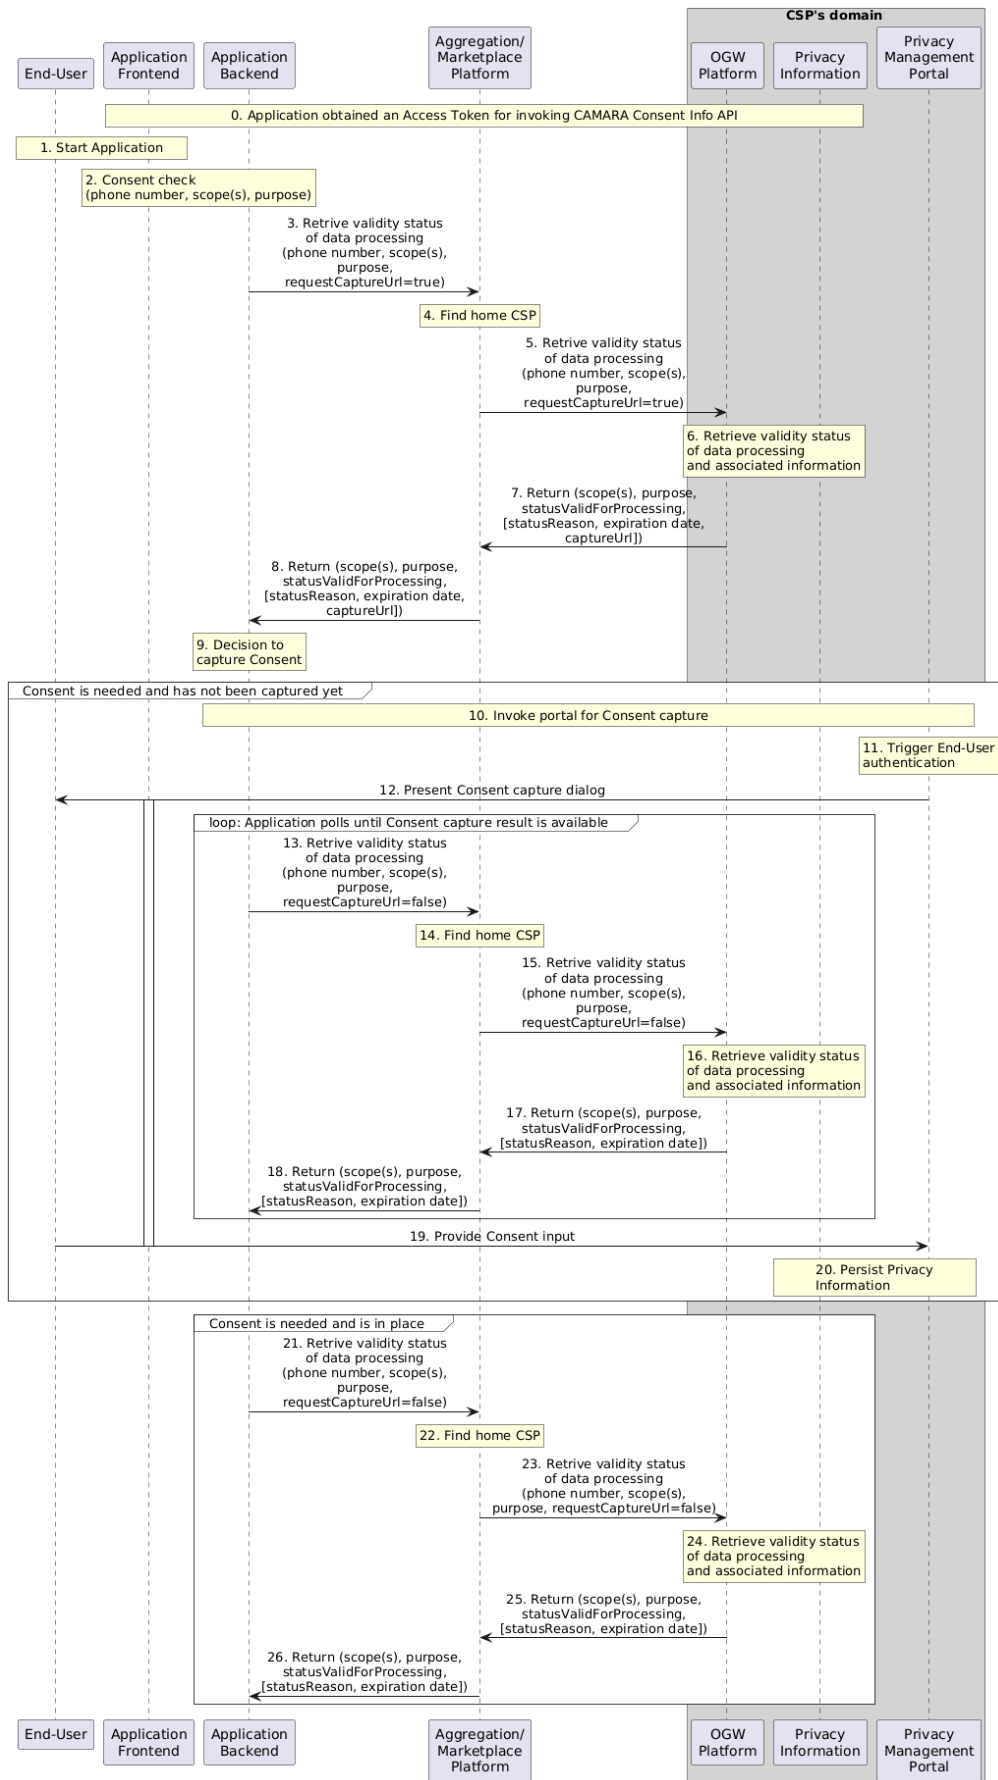 CSP's domain
End-User
Application
Frontend
Application
Backend
Aggregation/
Marketplace
Platform
OGW
Platform
Privacy
Information
Privacy
Management
Portal
0. Application obtained an Access Token for invoking CAMARA Consent Info API
1. Start Application
2. Consent check
(phone number, scope(s), purpose)
3. Retrive validity status
of data processing
(phone number, scope(s),
purpose,
requestCaptureUrl=true)
4. Find home CSP
5. Retrive validity status
of data processing
(phone number, scope(s),
purpose,
requestCaptureUrl=true)
6. Retrieve validity status
of data processing
and associated information
7. Return (scope(s), purpose,
statusValidForProcessing,
[statusReason, expiration date,
captureUrl])
8. Return (scope(s), purpose,
statusValidForProcessing,
[statusReason, expiration date,
captureUrl])
9. Decision to
capture Consent
Consent is needed and has not been captured yet
10. Invoke portal for Consent capture
11. Trigger End-User
authentication
12. Present Consent capture dialog
loop: Application polls until Consent capture result is available
13. Retrive validity status
of data processing
(phone number, scope(s),
purpose,
requestCaptureUrl=false)
14. Find home CSP
15. Retrive validity status
of data processing
(phone number, scope(s),
purpose,
requestCaptureUrl=false)
16. Retrieve validity status
of data processing
and associated information
17. Return (scope(s), purpose,
statusValidForProcessing,
[statusReason, expiration date])
18. Return (scope(s), purpose,
statusValidForProcessing,
[statusReason, expiration date])
19. Provide Consent input
20. Persist Privacy
Information
Consent is needed and is in place
21. Retrive validity status
of data processing
(phone number, scope(s),
purpose,
requestCaptureUrl=false)
22. Find home CSP
23. Retrive validity status
of data processing
(phone number, scope(s),
purpose, requestCaptureUrl=false)
24. Retrieve validity status
of data processing
and associated information
25. Return (scope(s), purpose,
statusValidForProcessing,
[statusReason, expiration date])
26. Return (scope(s), purpose,
statusValidForProcessing,
[statusReason, expiration date])
End-User
Application
Frontend
Application
Backend
Aggregation/
Marketplace
Platform
OGW
Platform
Privacy
Information
Privacy
Management
Portal